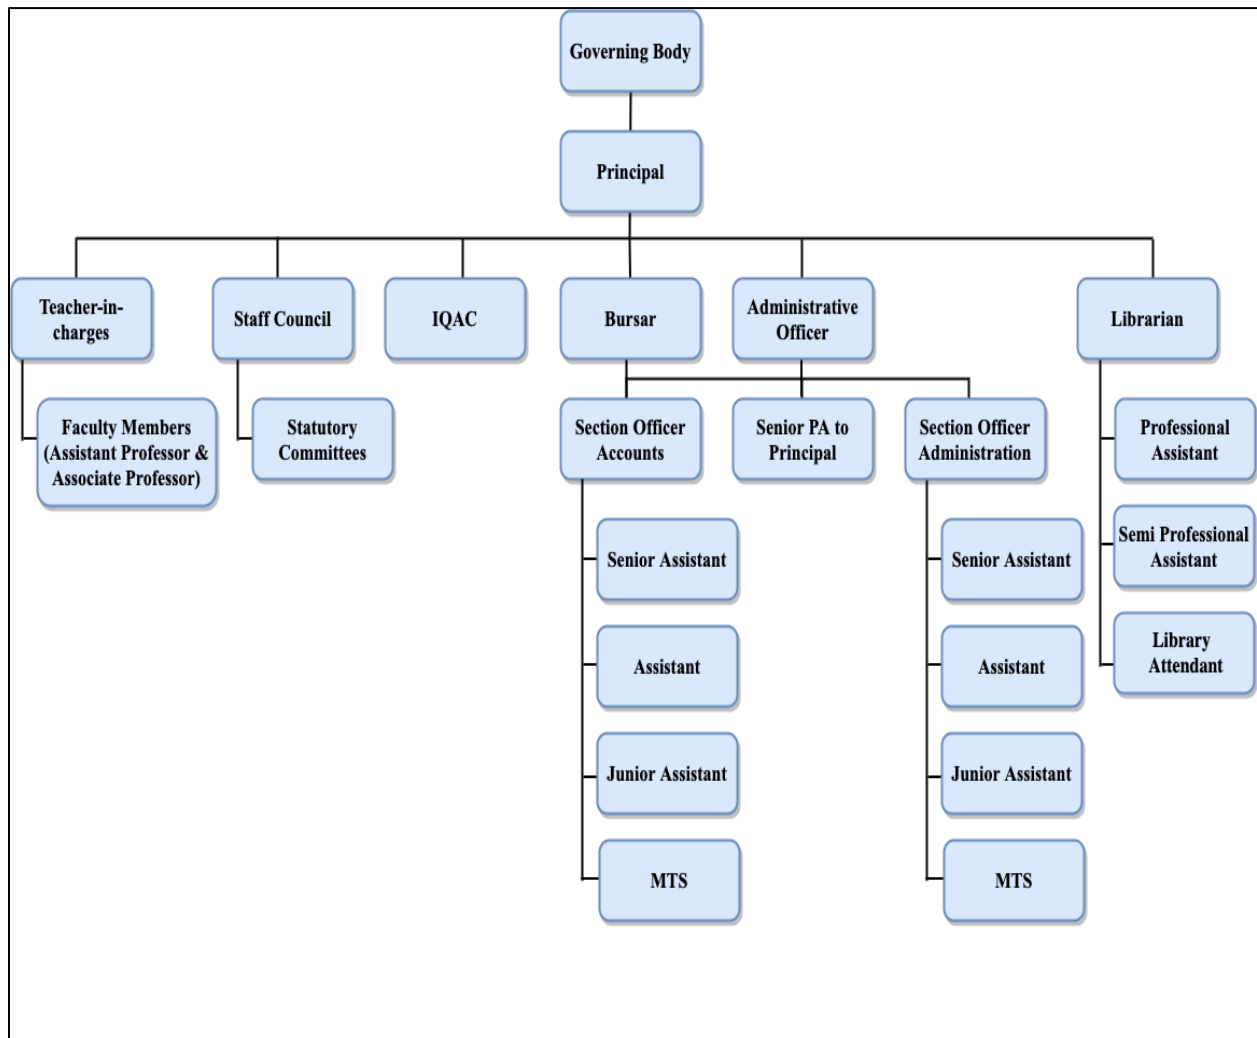 Governing Body
Principal
Teacher-in-
charges
Staff Council
IQAC
Bursar
Administrative
Officer
Librarian
Faculty Members
(Assistant Professor &
Associate Professor)
Statutory
Committees
Section Officer
Accounts
Senior PA to
Principal
Section Officer
Administration
Professional
Assistant
Senior Assistant
Senior Assistant
Semi Professional
Assistant
Assistant
Assistant
Library
Attendant
Junior Assistant
Junior Assistant
MTS
MTS